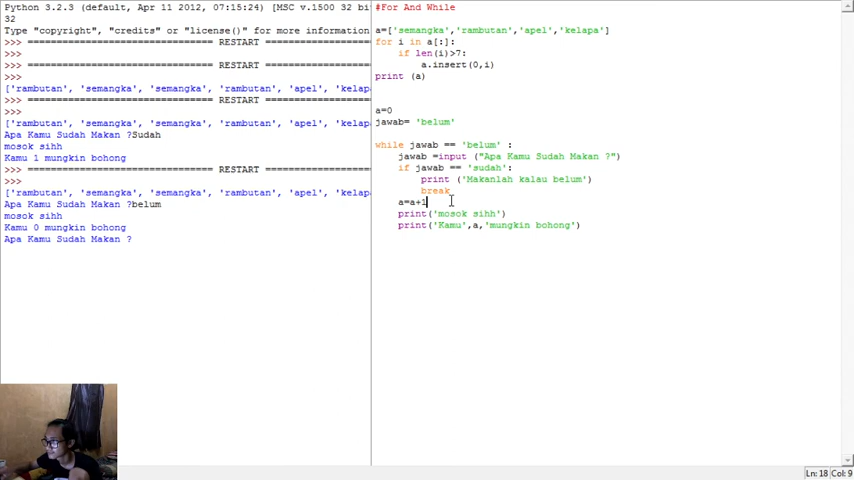 Python 3.2.3 (default, Apr 11 2012, 07:15:24) [MSC v.1500 32 bi
32
Type "copyright", "credits" or "license()" for more information
>>> ================================ RESTART
>>>
>>> ================================ RESTART
>>>
['rambutan', 'semangka', 'semangka', 'rambutan', 'apel', 'kelapa
>>> ================================ RESTART
>>>
['rambutan', 'semangka', 'semangka', 'rambutan', 'apel', 'kelap
Apa Kamu Sudah Makan ?Sudah
mosok sihh
Kamu 1 mungkin bohong
>>> ================================ RESTART
>>>
['rambutan', 'semangka', 'semangka', 'rambutan', 'apel', 'kelap
Apa Kamu Sudah Makan ?belum
mosok sihh
Kamu 0 mungkin bohong
Apa Kamu Sudah Makan ?
#For And While
a=['semangka','rambutan','apel','kelapa']
for i in a[:]:
    if len(i)>7:
        a.insert(0,i)
print (a)
a=0
jawab= 'belum'
while jawab == 'belum' :
    jawab =input ("Apa Kamu Sudah Makan ?")
    if jawab == 'sudah':
        print ('Makanlah kalau belum')
        break
    a=a+1
    print('mosok sihh')
    print('Kamu',a,'mungkin bohong')
Ln: 18 Col: 9